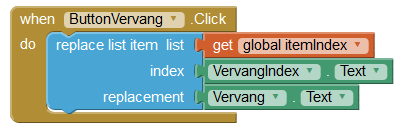 when ButtonVervang .Click
do replace list item list get global itemIndex
index VervangIndex . Text
replacement Vervang . Text